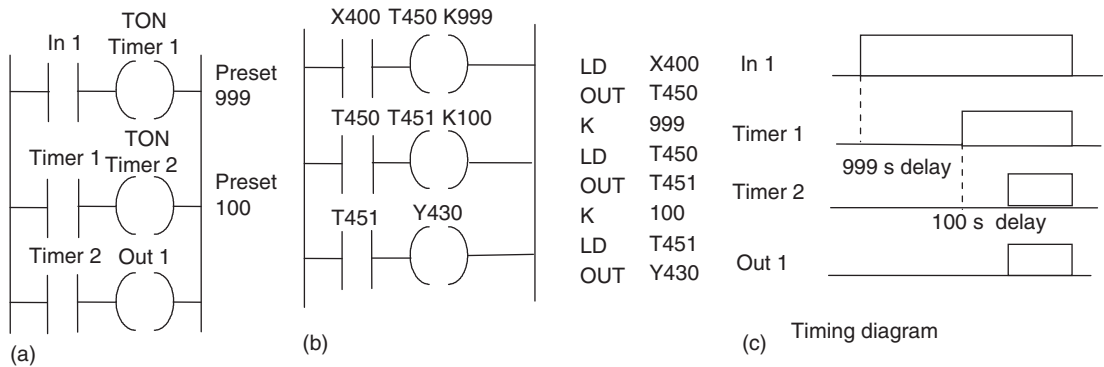 In 1
TON
Timer 1
Preset
999
Timer 1
TON
Timer 2
Preset
100
Timer 2
Out 1
(a)
X400
T450 K999
T450
T451 K100
T451
Y430
(b)
LD X400
OUT T450
K 999
LD T450
OUT T451
K 100
LD T451
OUT Y430
In 1
Timer 1
999 s delay
Timer 2
100 s delay
Out 1
(c) Timing diagram